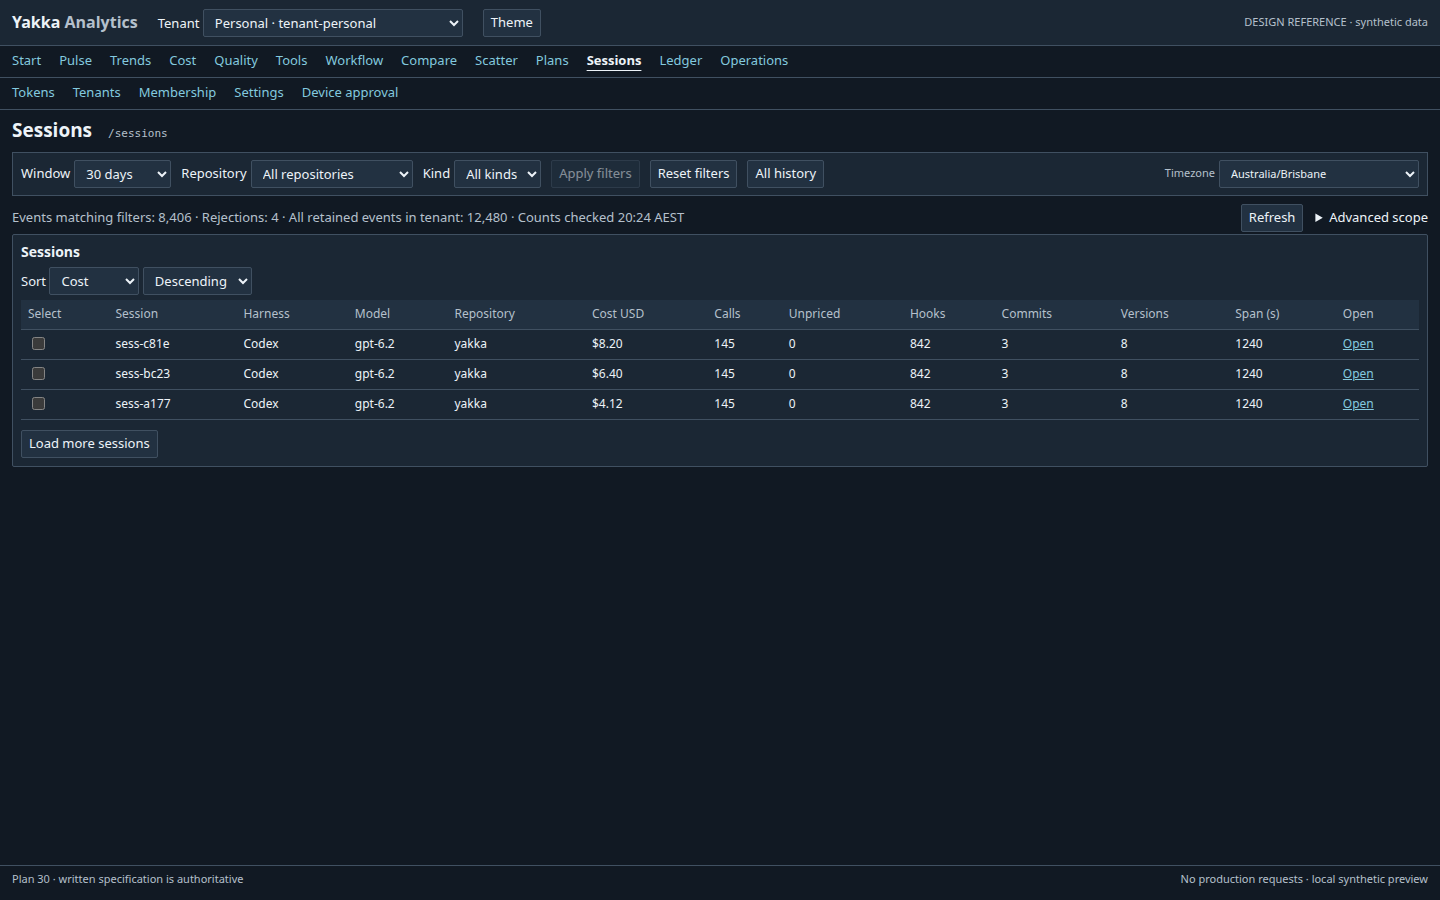 Yakka Analytics Tenant Personal · tenant-personal Theme DESIGN REFERENCE · synthetic data
Start Pulse Trends Cost Quality Tools Workflow Compare Scatter Plans Sessions Ledger Operations
Tokens Tenants Membership Settings Device approval
Sessions /sessions
Window 30 days Repository All repositories Kind All kinds Apply filters Reset filters All history Timezone Australia/Brisbane
Events matching filters: 8,406 · Rejections: 4 · All retained events in tenant: 12,480 · Counts checked 20:24 AEST Refresh ▶ Advanced scope
Sessions
Sort Cost Descending
Select Session Harness Model Repository Cost USD Calls Unpriced Hooks Commits Versions Span (s) Open
sess-c81e Codex gpt-6.2 yakka $8.20 145 0 842 3 8 1240 Open
sess-bc23 Codex gpt-6.2 yakka $6.40 145 0 842 3 8 1240 Open
sess-a177 Codex gpt-6.2 yakka $4.12 145 0 842 3 8 1240 Open
Load more sessions
Plan 30 · written specification is authoritative No production requests · local synthetic preview